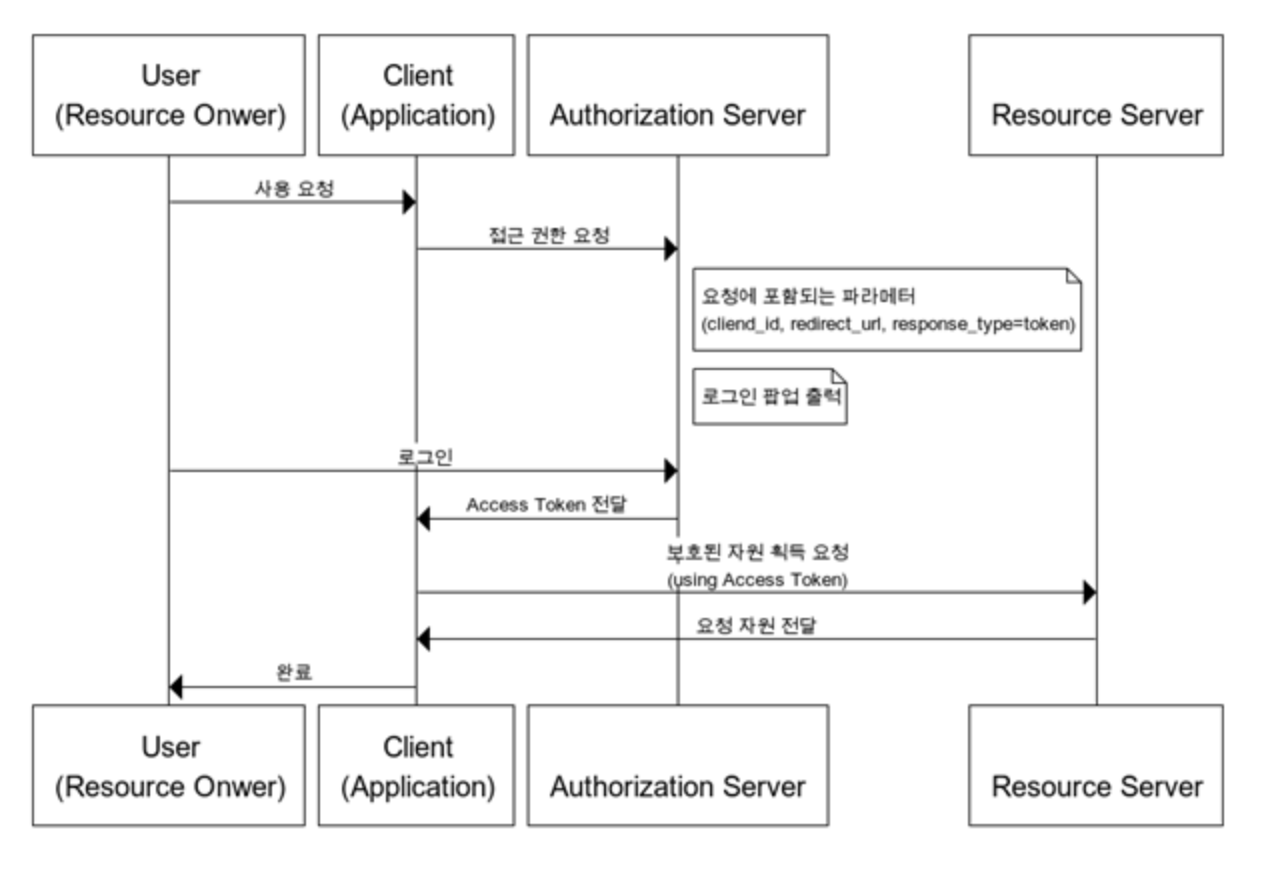 User
(Resource Onwer)
Client
(Application)
Authorization Server
Resource Server
사용 요청
접근 권한 요청
요청에 포함되는 파라메터
(cliend_id, redirect_url, response_type=token)
로그인 팝업 출력
로그인
Access Token 전달
보호된 자원 획득 요청
(using Access Token)
요청 자원 전달
완료
User
(Resource Onwer)
Client
(Application)
Authorization Server
Resource Server